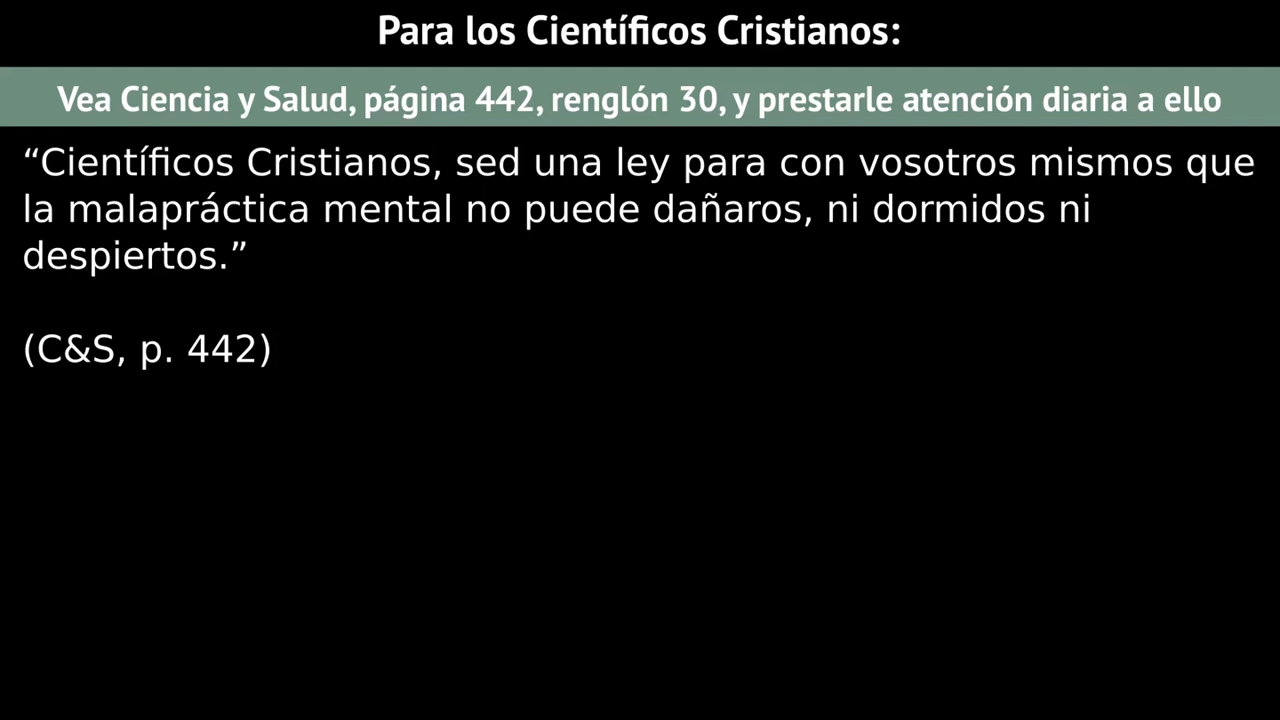 Para los Científicos Cristianos:
Vea Ciencia y Salud, página 442, renglón 30, y prestarle atención diaria a ello
“Científicos Cristianos, sed una ley para con vosotros mismos que
la malapráctica mental no puede dañaros, ni dormidos ni
despiertos.”
(C&S, p. 442)